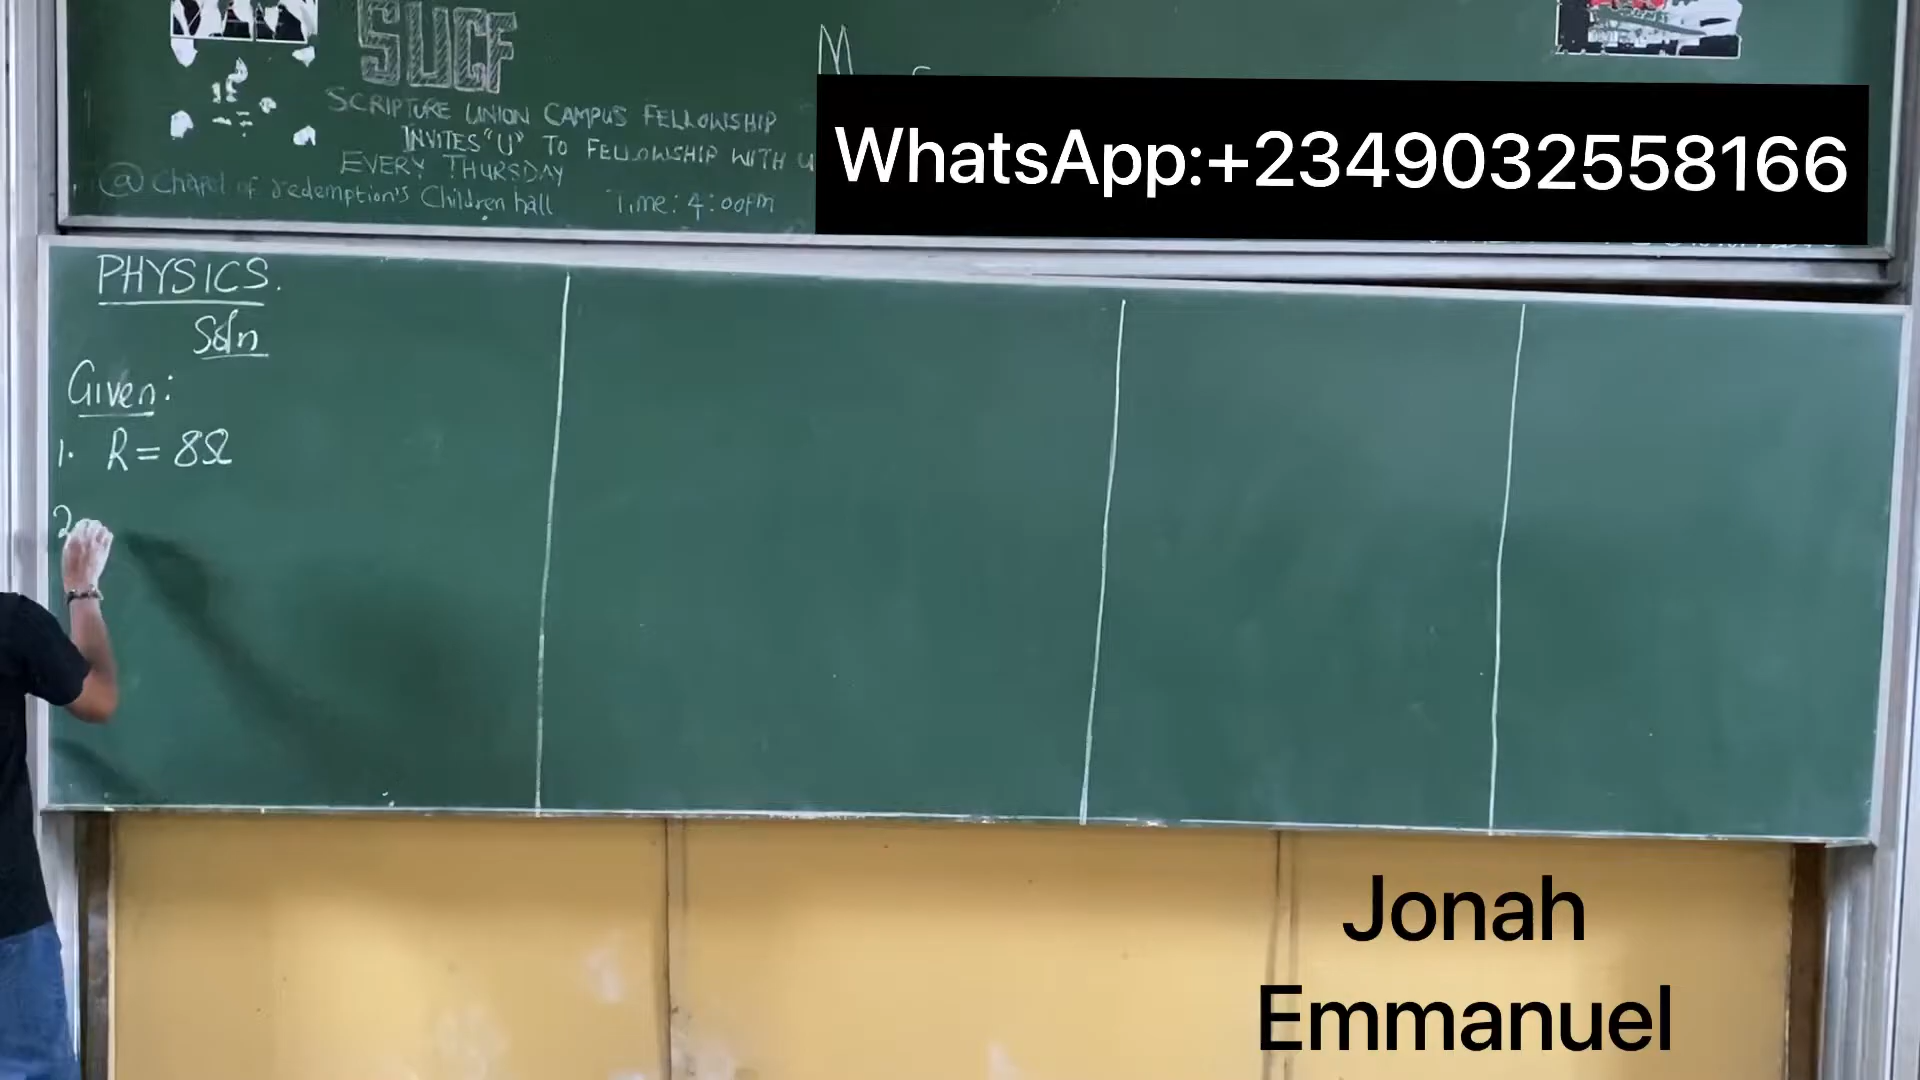 SUCF
SCRIPTURE UNION CAMPUS FELLOWSHIP
INVITES "U" TO FELLOWSHIP WITH U
EVERY THURSDAY
@ Chapel of redemption's Children hall Time: 4:00pm
M
WhatsApp:+2349032558166
PHYSICS.
Soln
Given:
1. R = 8Ω
2
Jonah
Emmanuel